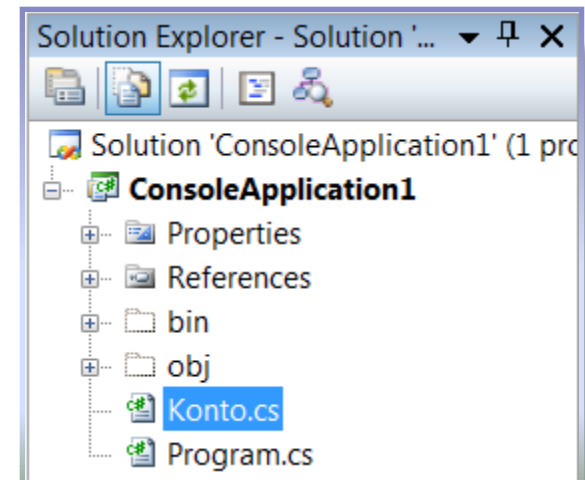 Solution Explorer - Solution '...
Solution 'ConsoleApplication1' (1 pro
ConsoleApplication1
Properties
References
bin
obj
Konto.cs
Program.cs